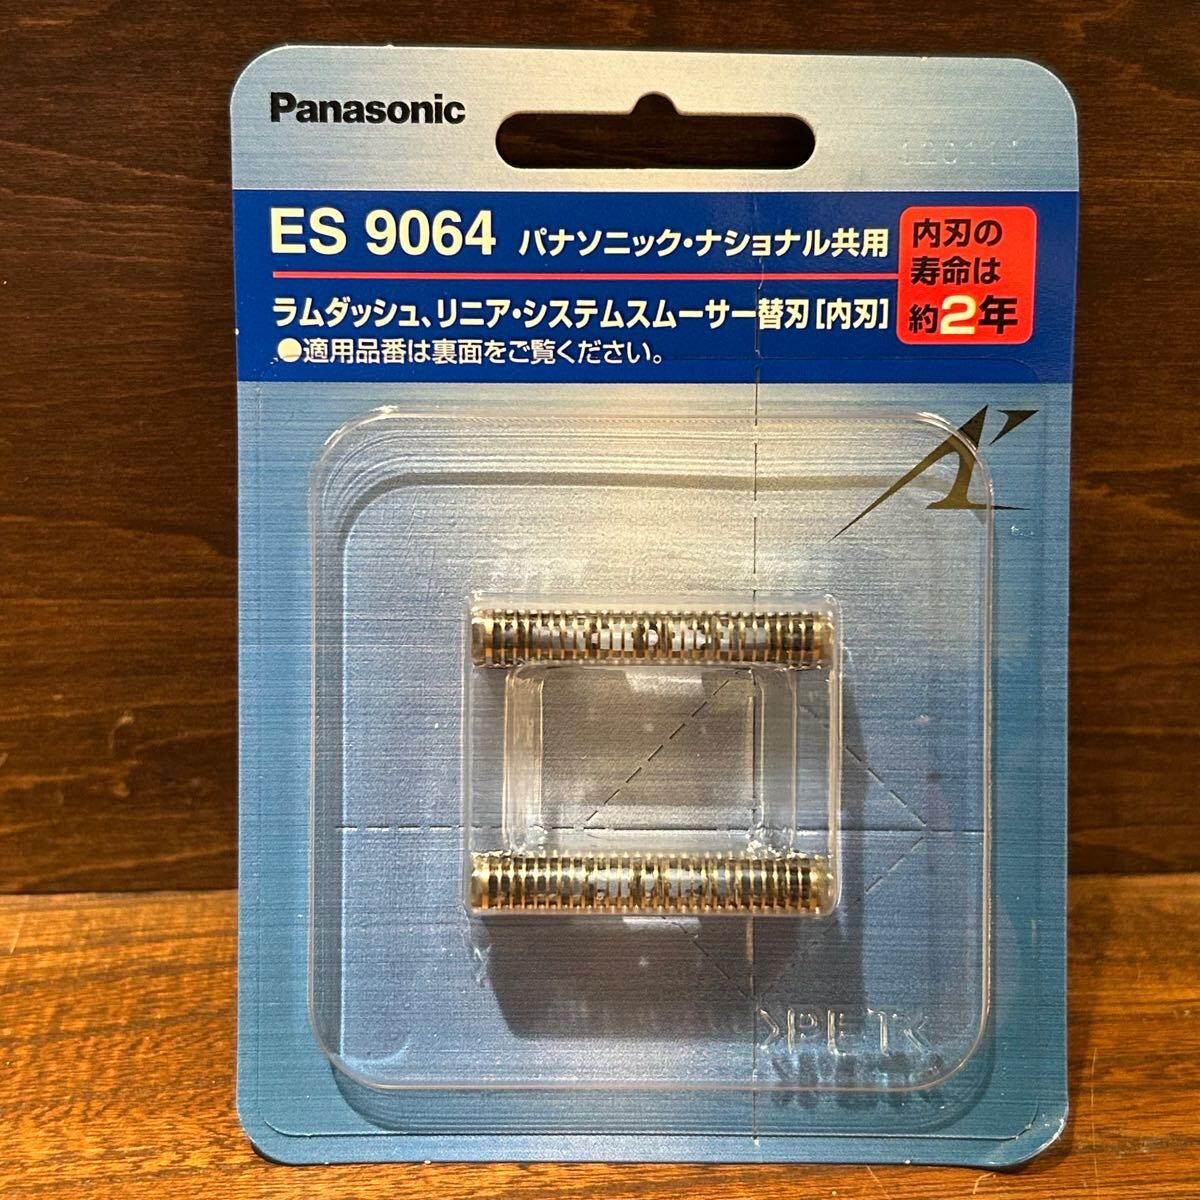 Panasonic
ES 9064 パナソニック・ナショナル共用
ラムダッシュ、リニア・システムスムーサー替刃[内刃]
●適用品番は裏面をご覧ください。
内刃の
寿命は
約2年
>PET<